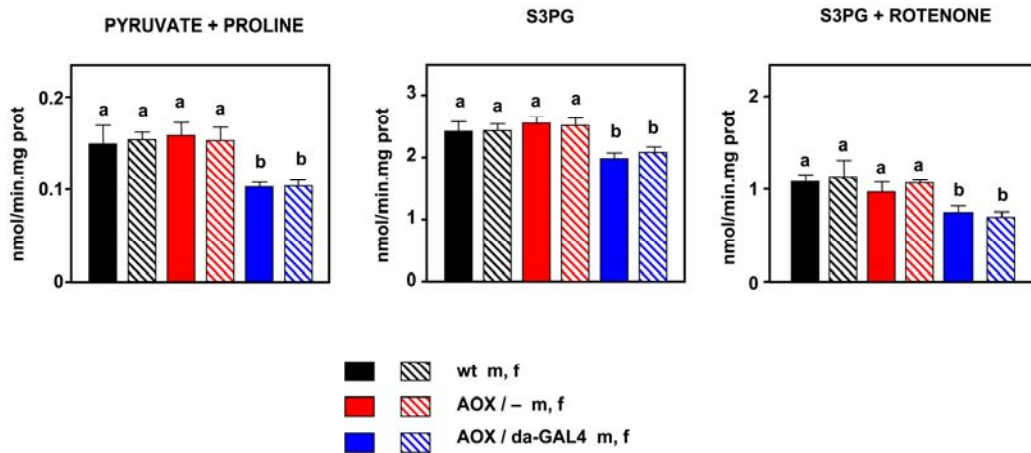 PYRUVATE + PROLINE
nmol/min.mg prot
0.2
0.1
0
a
a
a
a
b
b
S3PG
nmol/min.mg prot
3
2
1
0
a
a
a
a
b
b
S3PG + ROTENONE
nmol/min.mg prot
2
1
0
a
a
a
a
b
b
wt m, f
AOX / – m, f
AOX / da-GAL4 m, f